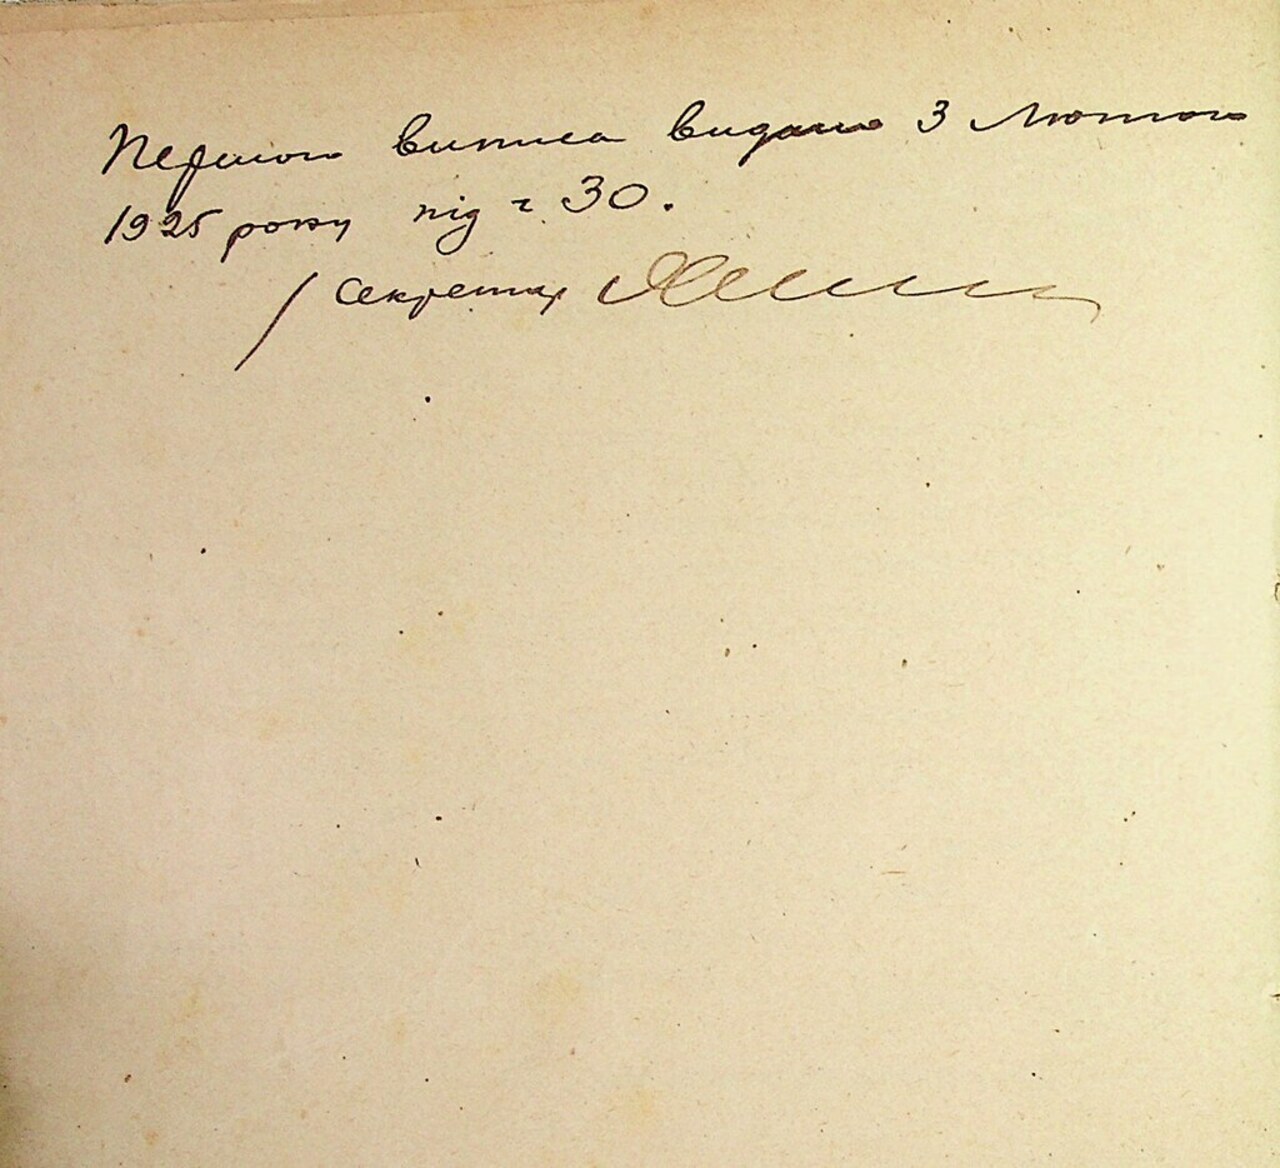 Першого виписа видано 3 Лютого
1925 року під ч 30.
/ Секретар